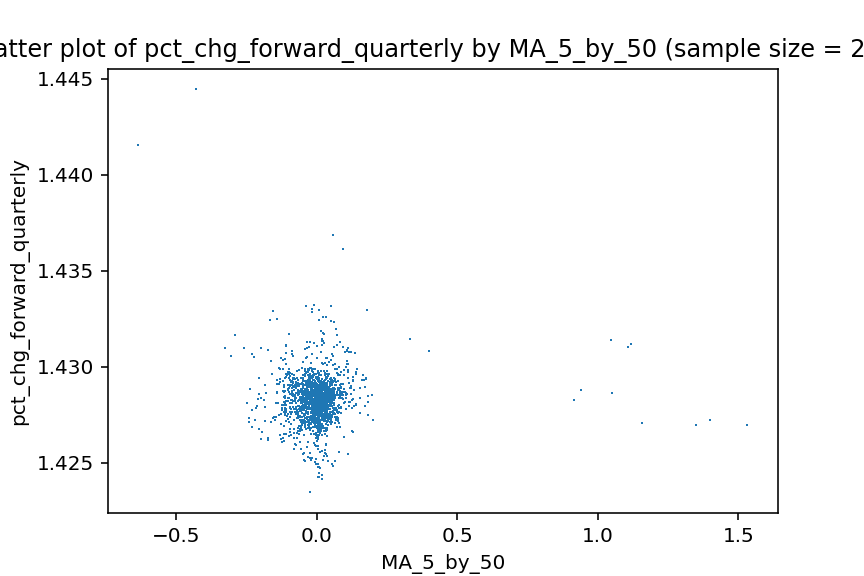 atter plot of pct_chg_forward_quarterly by MA_5_by_50 (sample size = 2
1.445
1.440
1.435
1.430
1.425
pct_chg_forward_quarterly
−0.5 0.0 0.5 1.0 1.5
MA_5_by_50